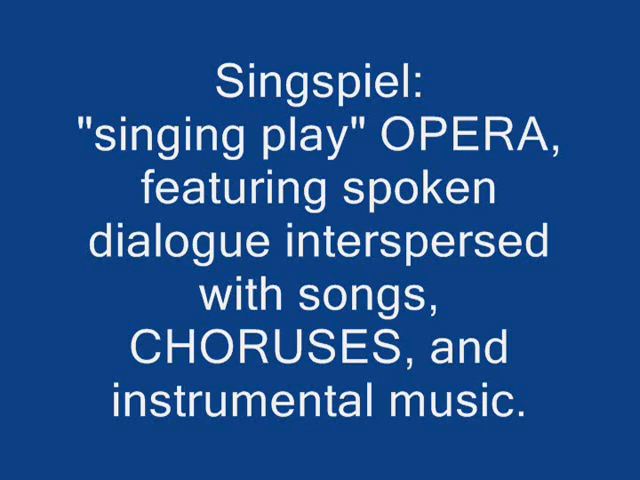 Singspiel:
"singing play" OPERA,
featuring spoken
dialogue interspersed
with songs,
CHORUSES, and
instrumental music.